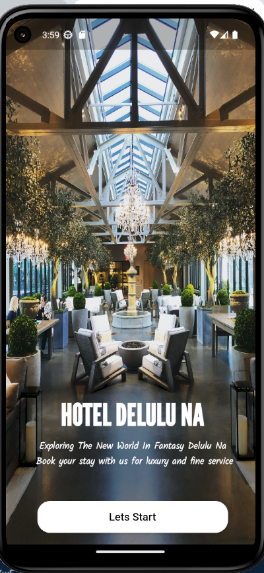 3:59
HOTEL DELULU NA
Exploring The New World In Fantasy Delulu Na
Book your stay with us for luxury and fine service
Lets Start